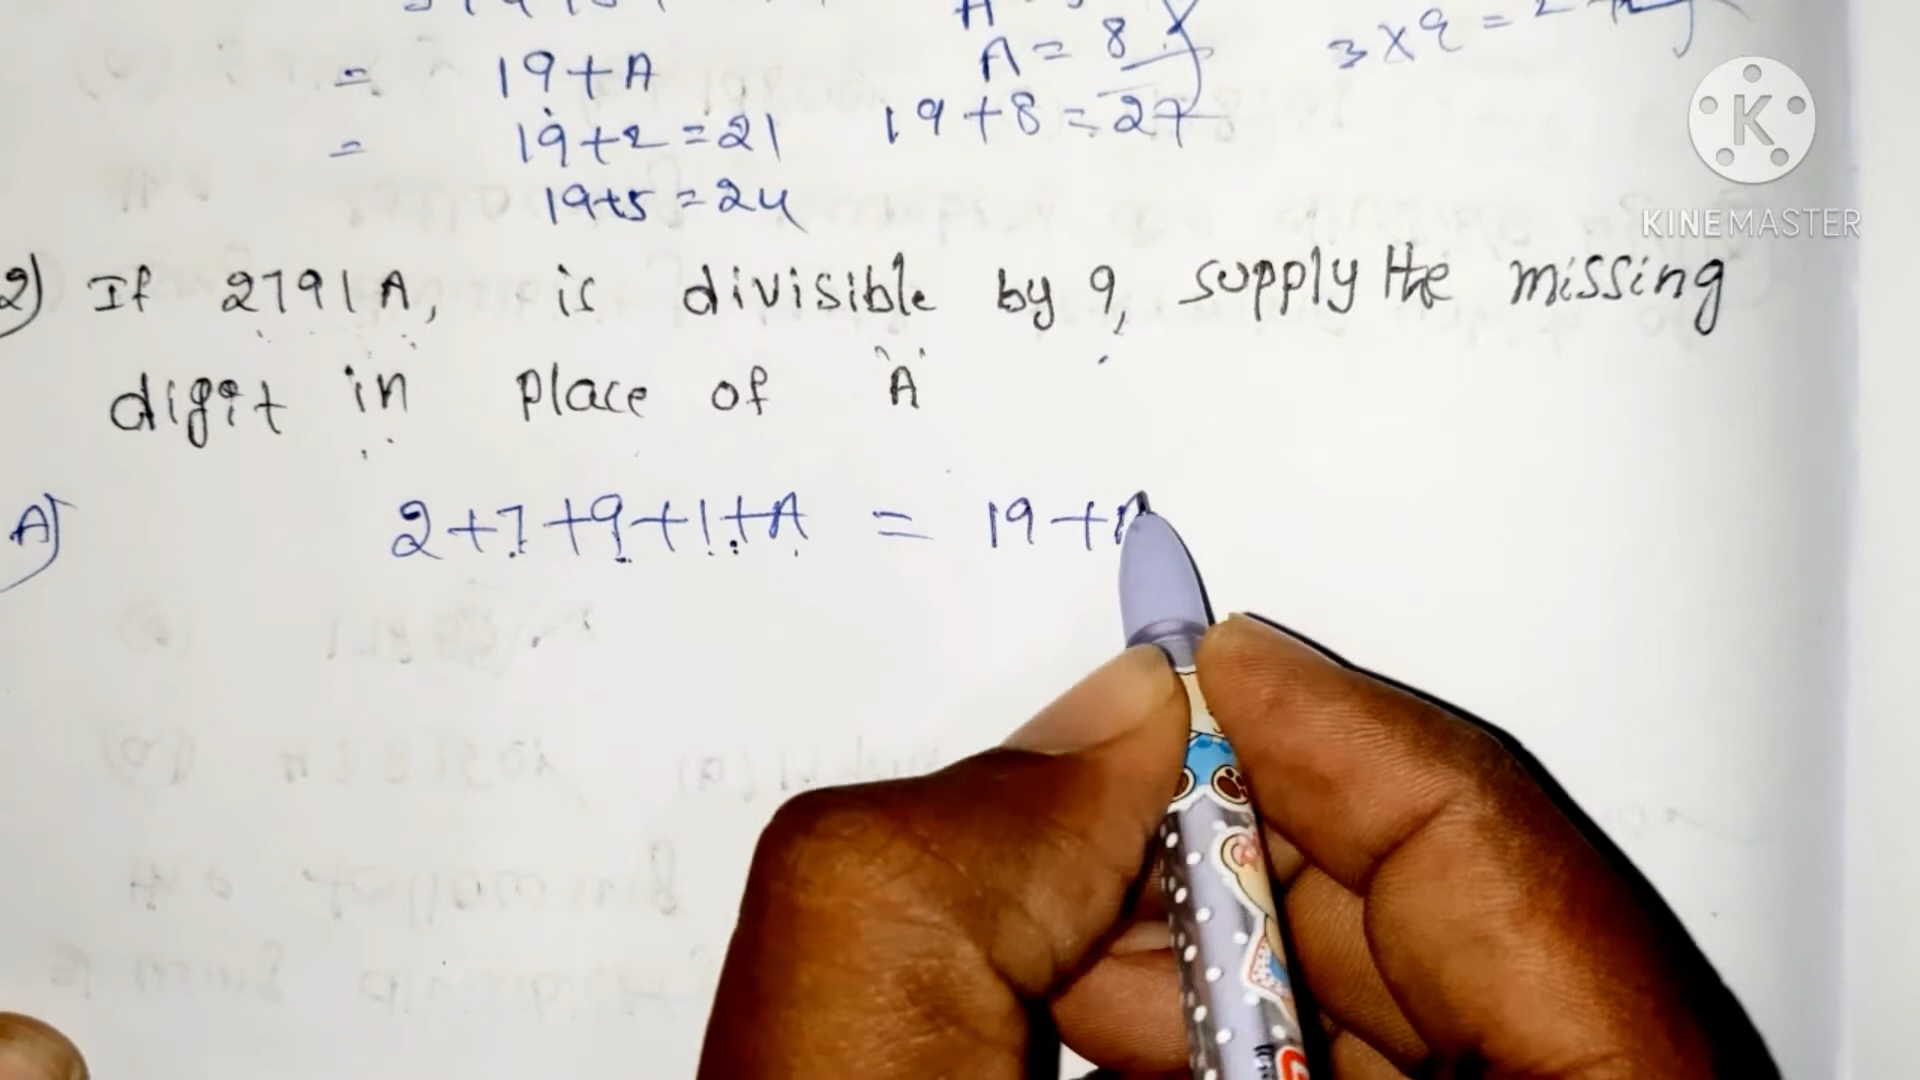 A = 8
3 X 9 = 2
= 19 + A
= 19 + 2 = 21 19 + 8 = 27
19+5 = 24
K
KINEMASTER
2) If 2791A, is divisible by 9, supply the missing
digit in place of A
A) 2+7+9+1+A = 19+A